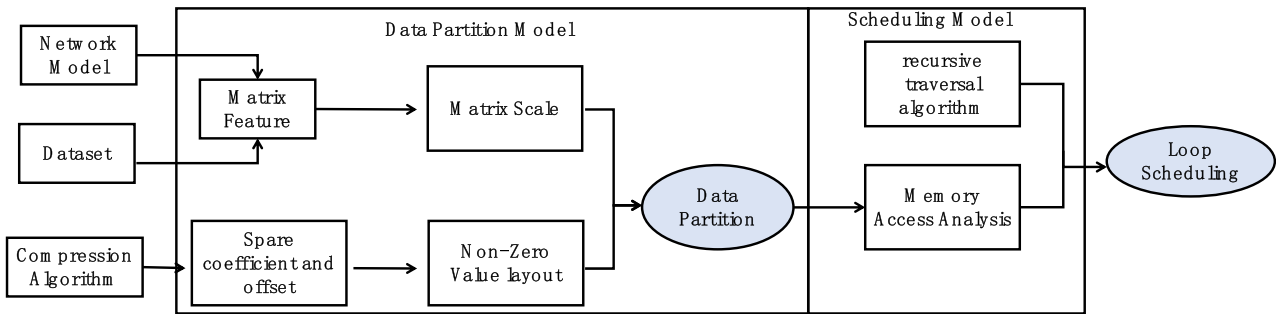 Data Partition Model
Scheduling Model
Network
Model
Matrix
Feature
Matrix Scale
recursive
traversal
algorithm
Dataset
Data
Partition
Loop
Scheduling
Memory
Access Analysis
Compression
Algorithm
Spare
coefficient and
offset
Non-Zero
Value layout